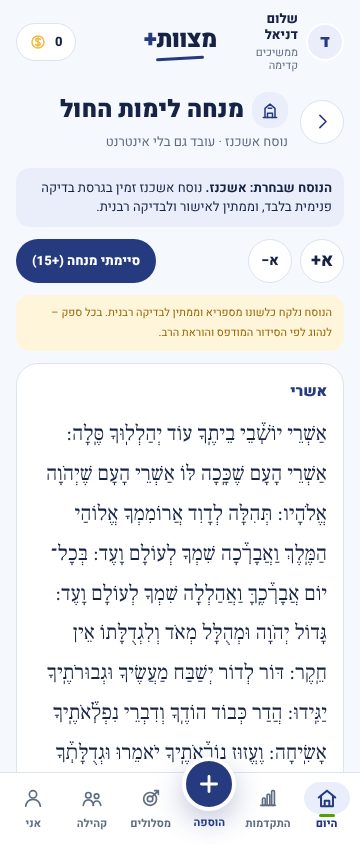 ד
שלום
דניאל
ממשיכים
קדימה
מצוות+
0
מנחה לימות החול
נוסח אשכנז · עובד גם בלי אינטרנט
הנוסח שבחרת: אשכנז. נוסח אשכנז זמין בגרסת בדיקה
פנימית בלבד, וממתין לאישור ולבדיקה רבנית.
א+
א−
סיימתי מנחה (+15)
הנוסח נלקח כלשונו מספריא וממתין לבדיקה רבנית. בכל ספק –
לנהוג לפי הסידור המודפס והוראת הרב.
אשרי
אַשְׁרֵי יוֹשְׁ֒בֵי בֵיתֶֽךָ עוֹד יְהַלְלֽוּךָ סֶּֽלָה:
אַשְׁרֵי הָעָם שֶׁכָּֽכָה לּוֹ אַשְׁרֵי הָעָם שֶׁיְהֹוָה
אֱלֹהָיו: תְּהִלָּה לְדָוִד אֲרוֹמִמְךָ אֱלוֹהַי
הַמֶּֽלֶךְ וַאֲבָרְ֒כָה שִׁמְךָ לְעוֹלָם וָעֶד: בְּכָל־
יוֹם אֲבָרְ֒כֶֽךָּ וַאֲהַלְלָה שִׁמְךָ לְעוֹלָם וָעֶד:
גָּדוֹל יְהֹוָה וּמְהֻלָּל מְאֹד וְלִגְדֻלָּתוֹ אֵין
חֵֽקֶר: דּוֹר לְדוֹר יְשַׁבַּח מַעֲשֶֽׂיךָ וּגְבוּרֹתֶֽיךָ
יַגִּֽידוּ: הֲדַר כְּבוֹד הוֹדֶֽךָ וְדִבְרֵי נִפְלְ֒אֹתֶֽיךָ
אָשִֽׂיחָה: וֶעֱזוּז נוֹרְ֒אֹתֶֽיךָ יֹאמֵרוּ וּגְדֻלָּתְ֒ךָ
היום
התקדמות
הוספה
מסלולים
קהילה
אני